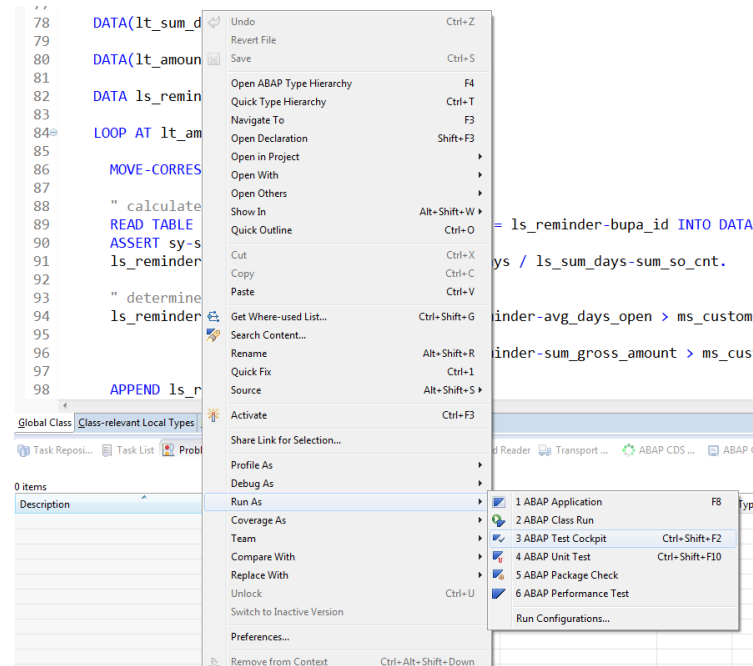 77
78 DATA(lt_sum_d
79
80 DATA(lt_amoun
81
82 DATA ls_remin
83
84 LOOP AT lt_am
85
86 MOVE-CORRES
87
88 " calculate
89 READ TABLE = ls_reminder-bupa_id INTO DATA
90 ASSERT sy-s
91 ls_reminder ys / ls_sum_days-sum_so_cnt.
92
93 " determine
94 ls_reminder inder-avg_days_open > ms_custom
95
96 inder-sum_gross_amount > ms_cus
97
98 APPEND ls_r
Undo Ctrl+Z
Revert File
Save Ctrl+S
Open ABAP Type Hierarchy F4
Quick Type Hierarchy Ctrl+T
Navigate To F3
Open Declaration Shift+F3
Open in Project
Open With
Open Others
Show In Alt+Shift+W
Quick Outline Ctrl+O
Cut Ctrl+X
Copy Ctrl+C
Paste Ctrl+V
Get Where-used List... Ctrl+Shift+G
Search Content...
Rename Alt+Shift+R
Quick Fix Ctrl+1
Source Alt+Shift+S
Activate Ctrl+F3
Share Link for Selection...
Profile As
Debug As
Run As
Coverage As
Team
Compare With
Replace With
Unlock Ctrl+U
Switch to Inactive Version
Preferences...
Remove from Context Ctrl+Alt+Shift+Down
1 ABAP Application F8
2 ABAP Class Run
3 ABAP Test Cockpit Ctrl+Shift+F2
4 ABAP Unit Test Ctrl+Shift+F10
5 ABAP Package Check
6 ABAP Performance Test
Run Configurations...
Global Class Class-relevant Local Types
Task Reposi... Task List Probl d Reader Transport ... ABAP CDS ... ABAP
0 items
Description Typ